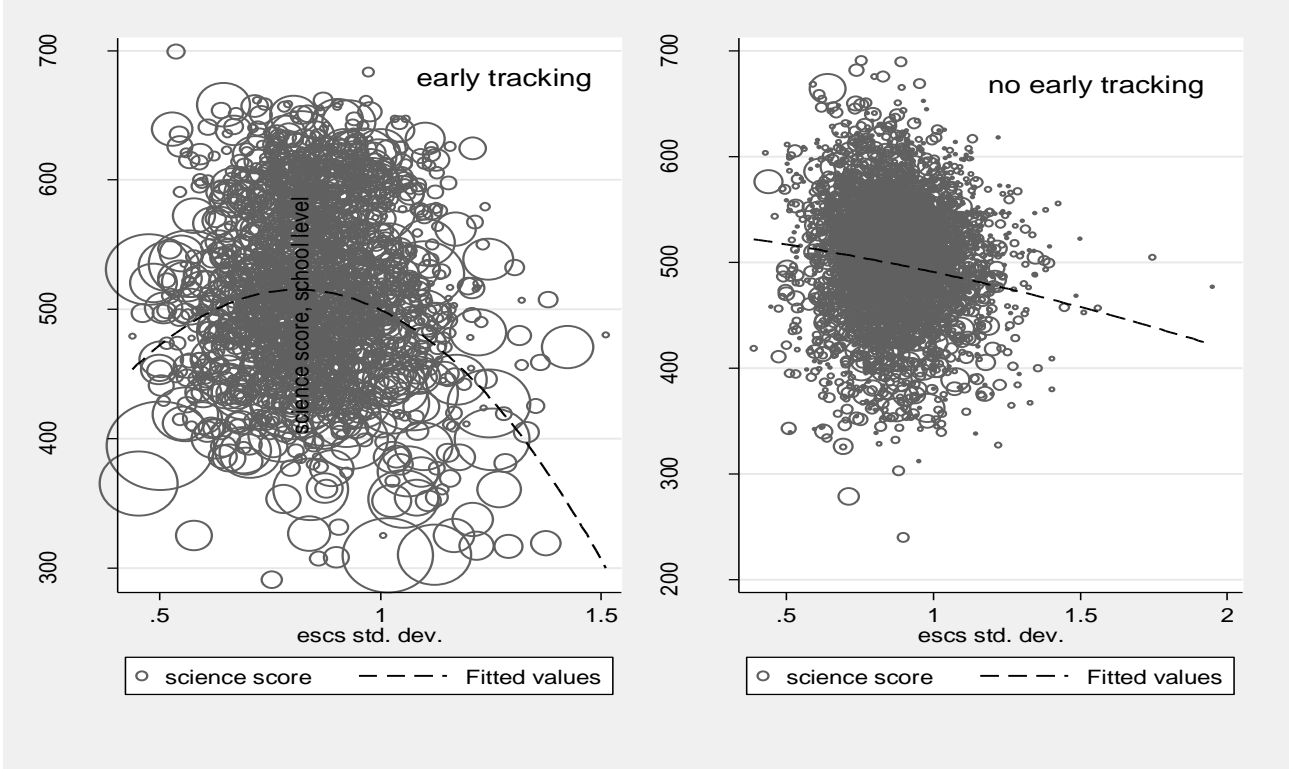 early tracking
700
600
500
400
300
science score, school level
.5 1 1.5
escs std. dev.
science score Fitted values
no early tracking
700
600
500
400
300
200
.5 1 1.5 2
escs std. dev.
science score Fitted values